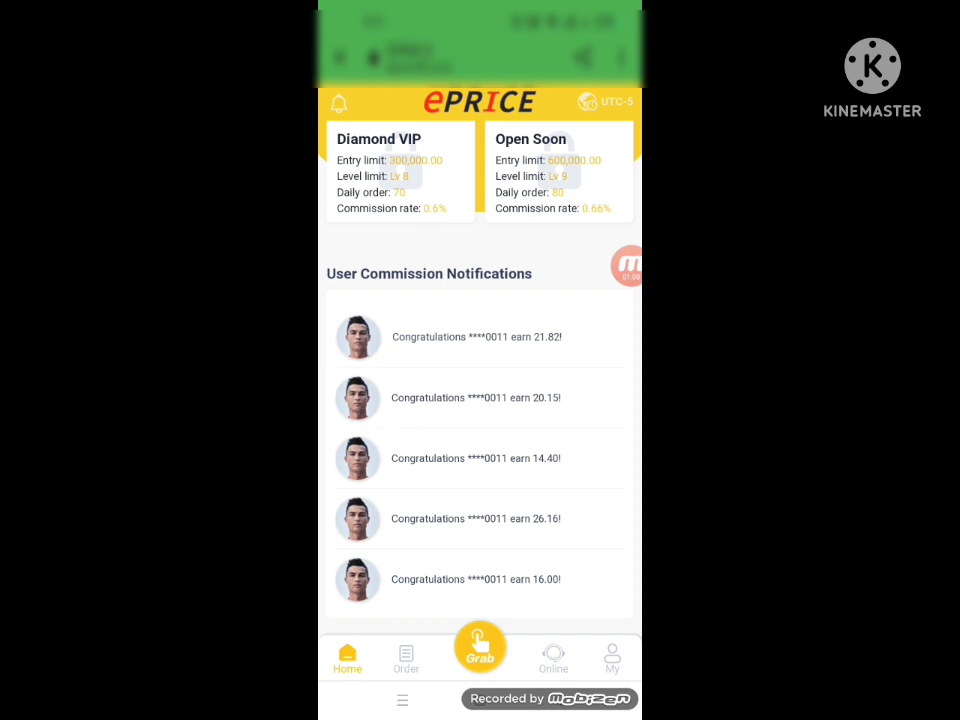 ePRICE
UTC-5
KINEMASTER
Diamond VIP
Entry limit: 300,000.00
Level limit: Lv 8
Daily order: 70
Commission rate: 0.6%
Open Soon
Entry limit: 600,000.00
Level limit: Lv 9
Daily order: 80
Commission rate: 0.66%
User Commission Notifications
01:09
Congratulations ****0011 earn 21.82!
Congratulations ****0011 earn 20.15!
Congratulations ****0011 earn 14.40!
Congratulations ****0011 earn 26.16!
Congratulations ****0011 earn 16.00!
Home
Order
Grab
Online
My
Recorded by MOBIZEN